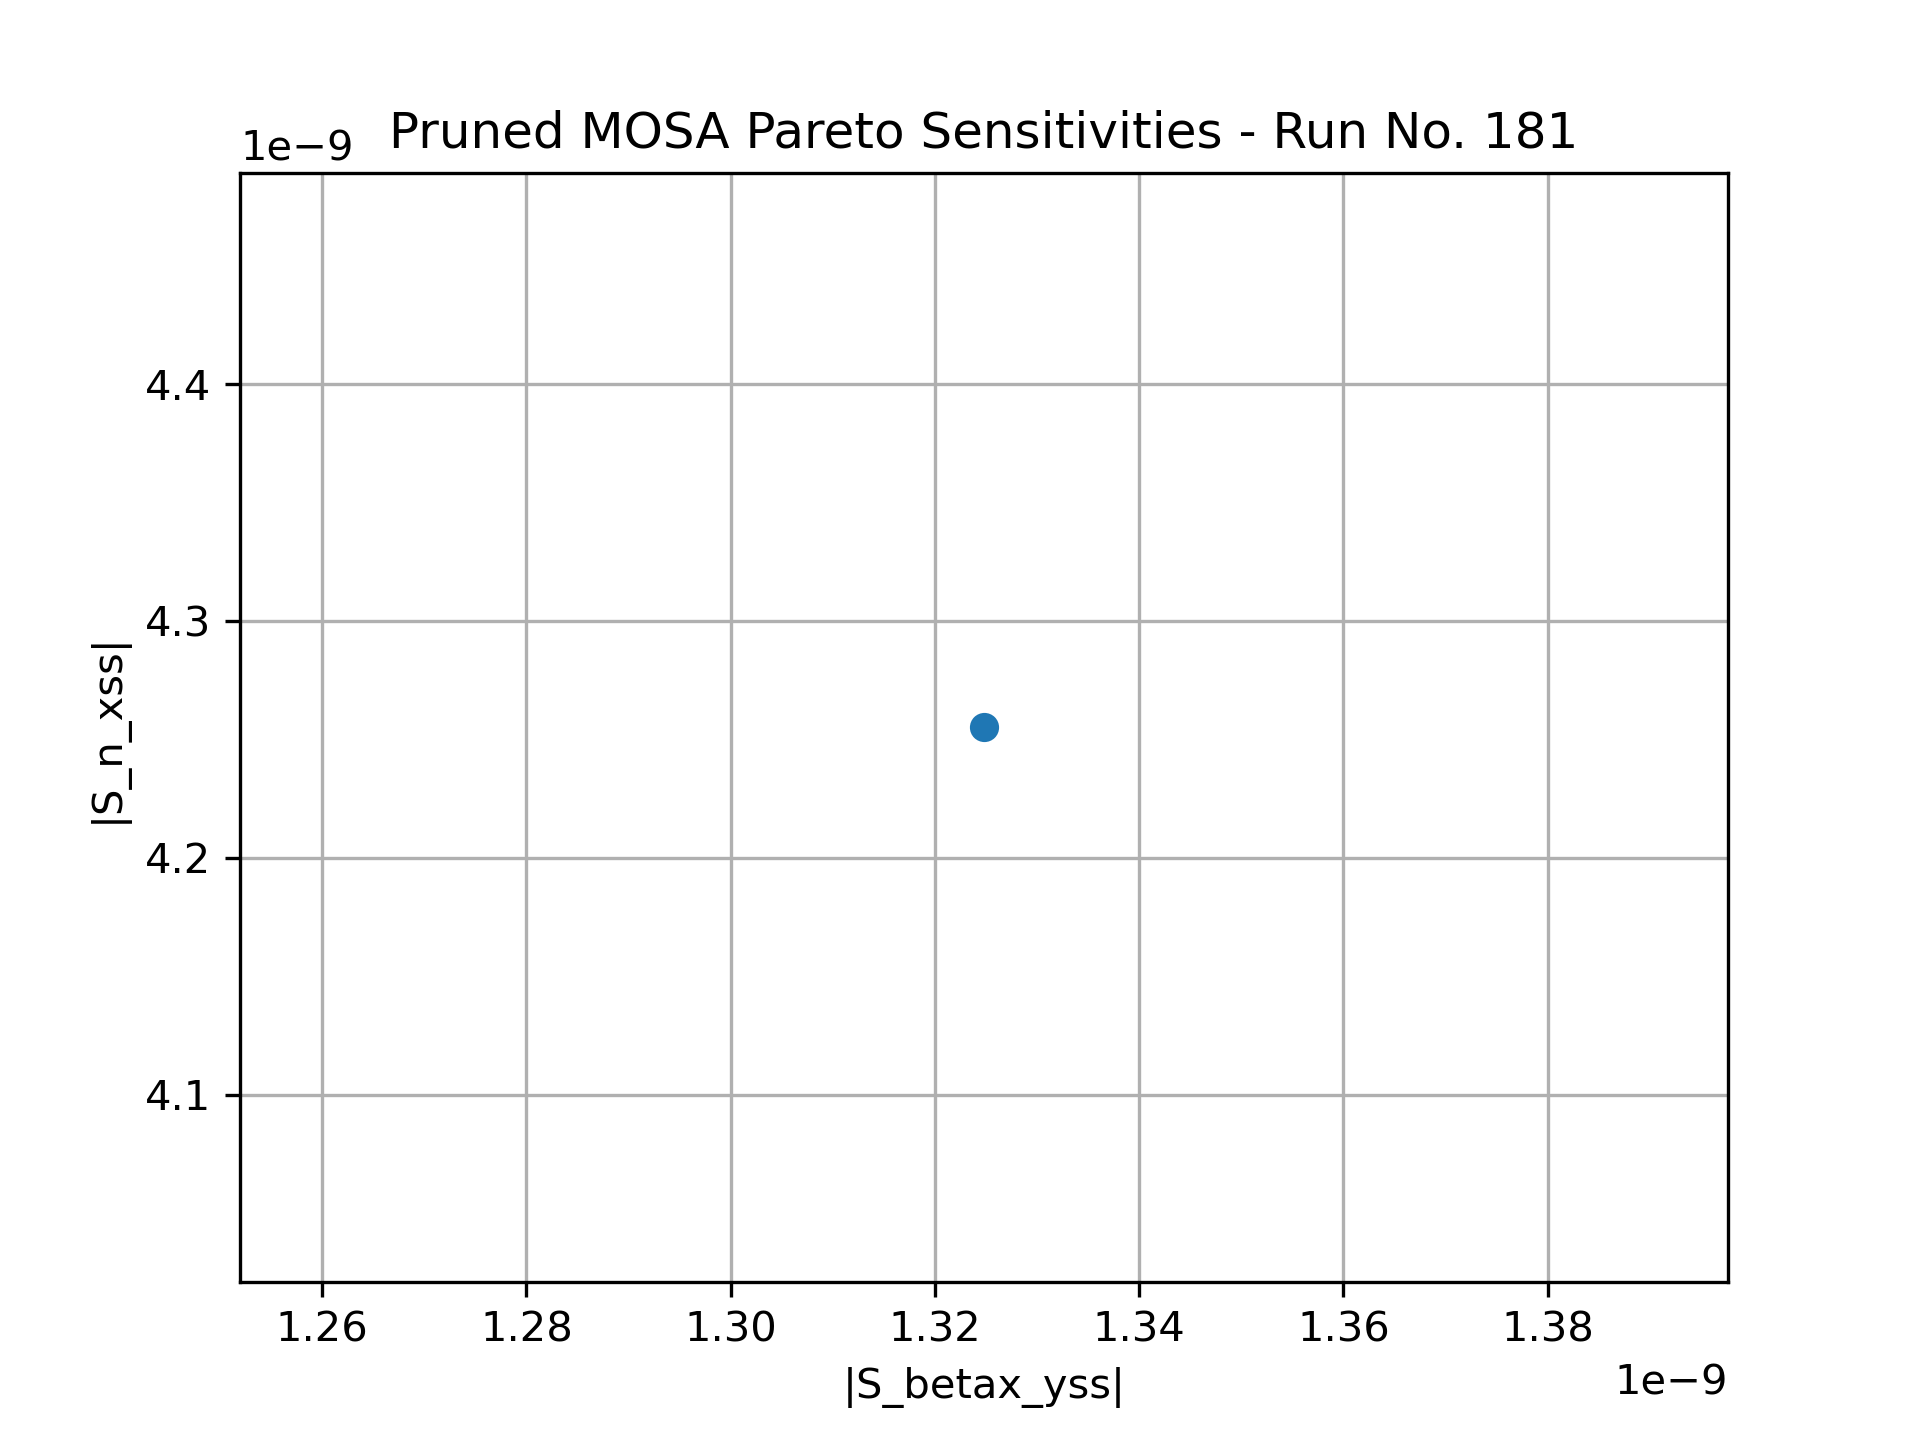 Pruned MOSA Pareto Sensitivities - Run No. 181
1e−9
4.4
4.3
4.2
4.1
|S_n_xss|
1.26 1.28 1.30 1.32 1.34 1.36 1.38
|S_betax_yss|
1e−9